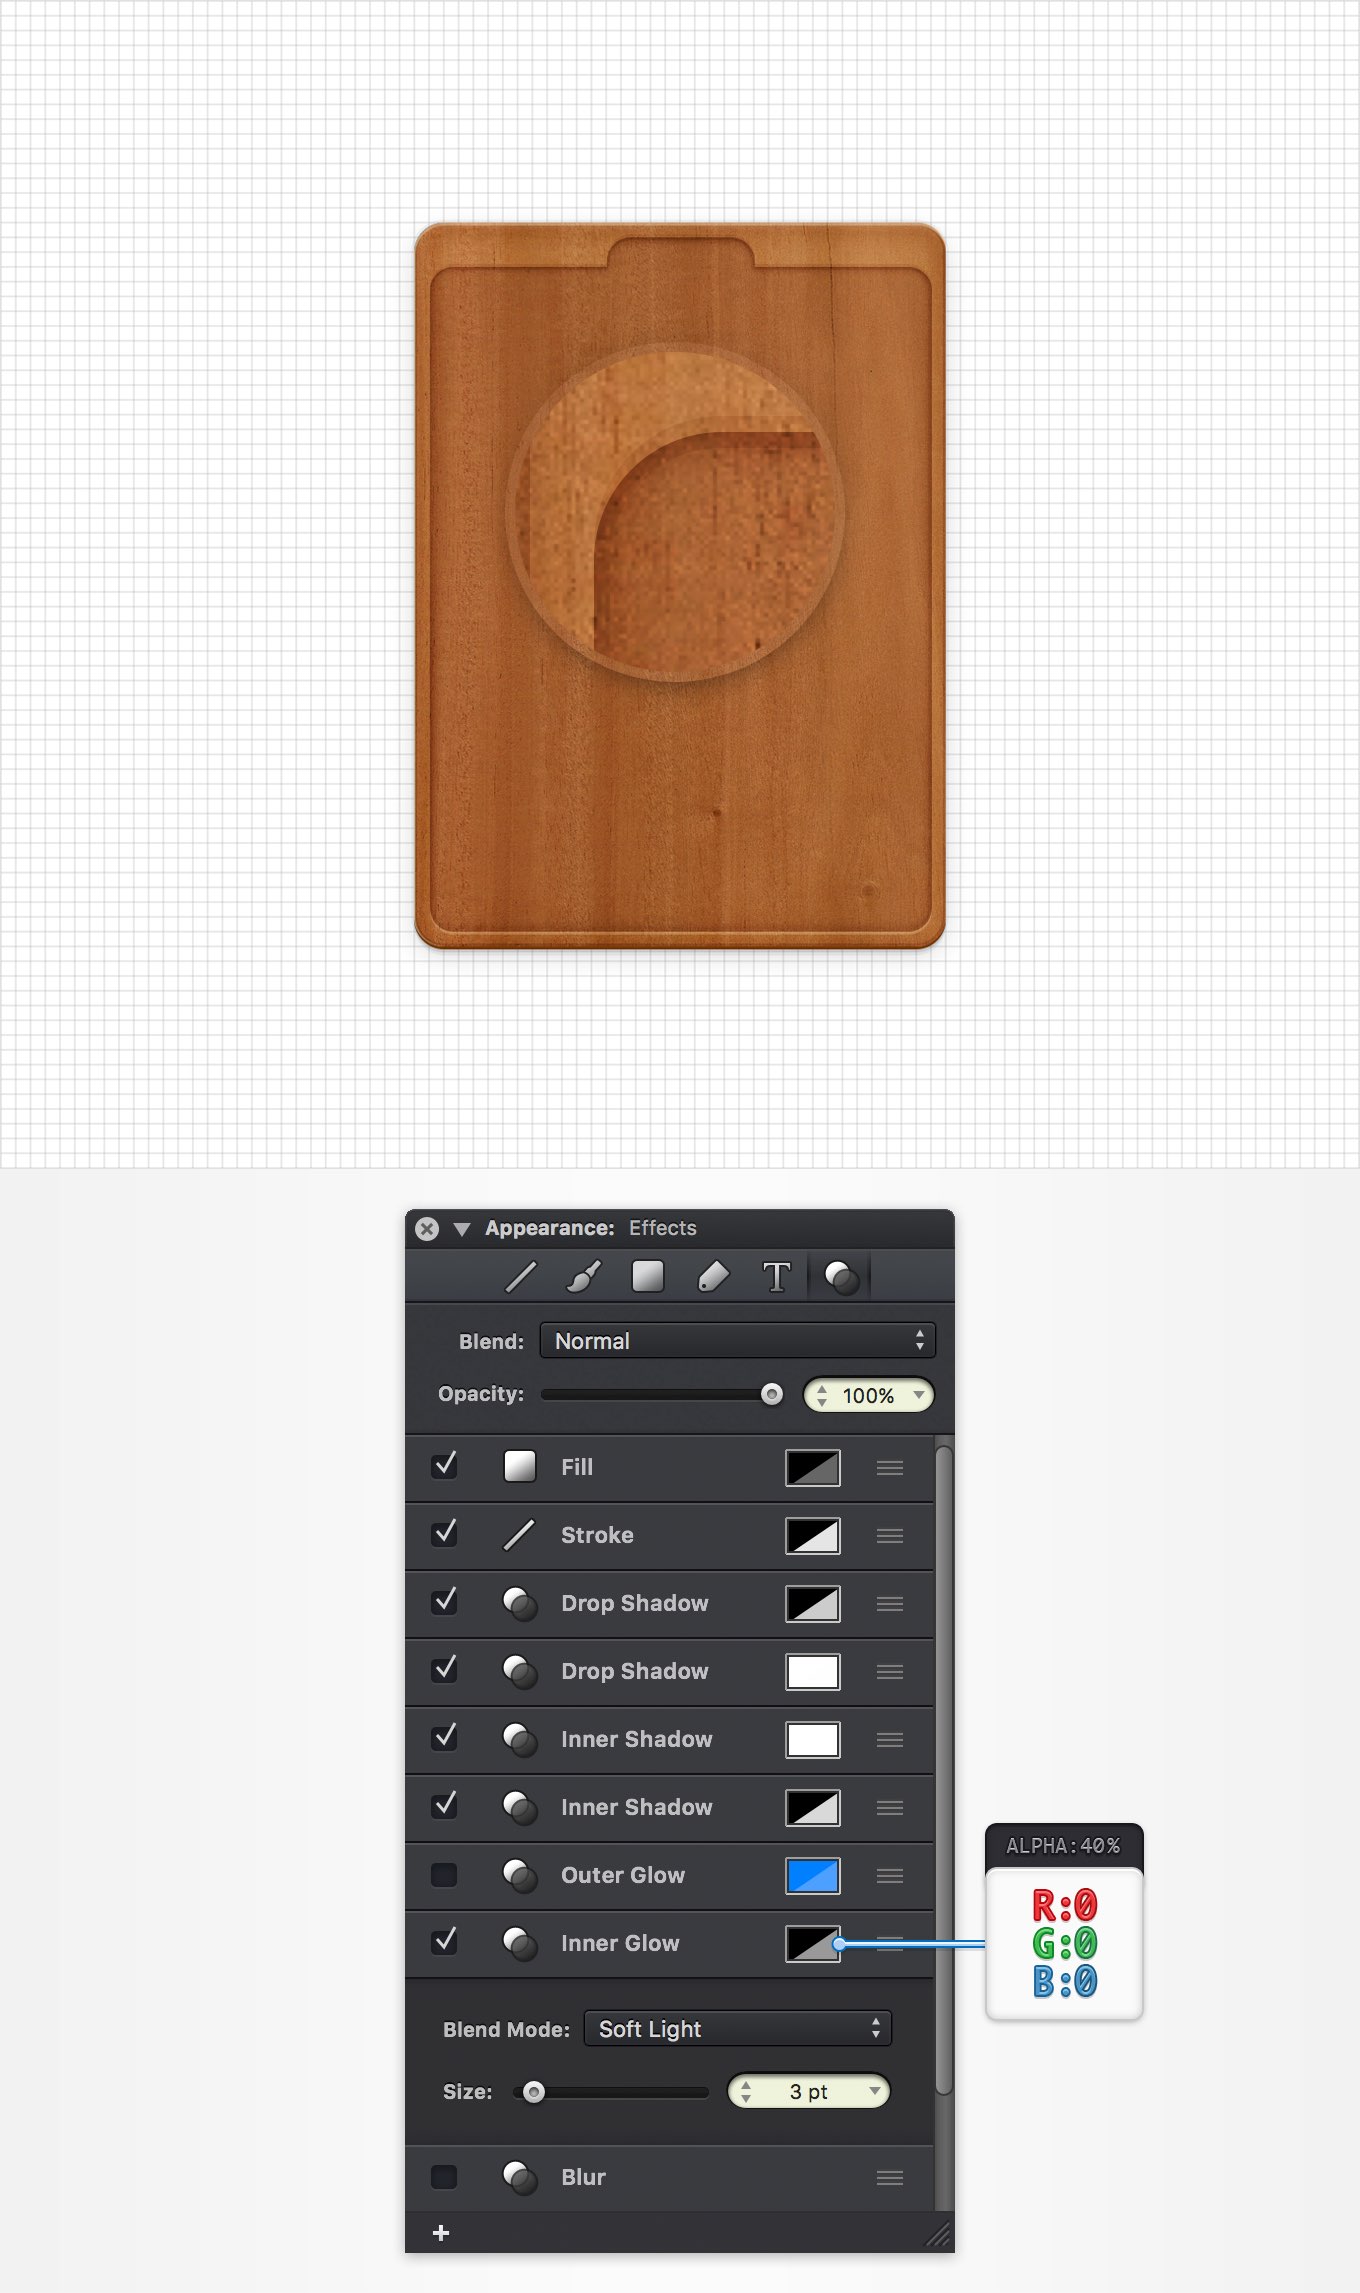 Appearance: Effects
T
Blend: Normal
Opacity: 100%
Fill
Stroke
Drop Shadow
Drop Shadow
Inner Shadow
Inner Shadow
Outer Glow
Inner Glow
ALPHA:40%
R:0
G:0
B:0
Blend Mode: Soft Light
Size: 3 pt
Blur
+